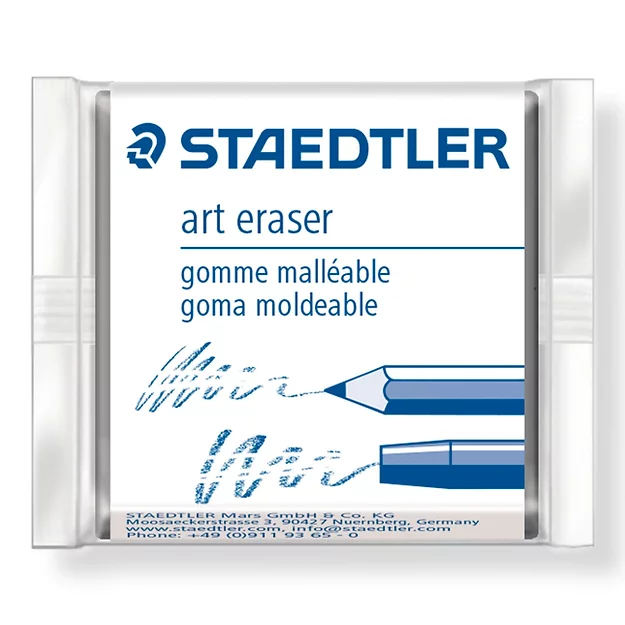 STAEDTLER
art eraser
gomme malléable
goma moldeable
STAEDTLER Mars GmbH & Co. KG
Moosaeckerstrasse 3, 90427 Nuernberg, Germany
www.staedtler.com, info@staedtler.com
Phone: +49 (0)911 93 65 - 0